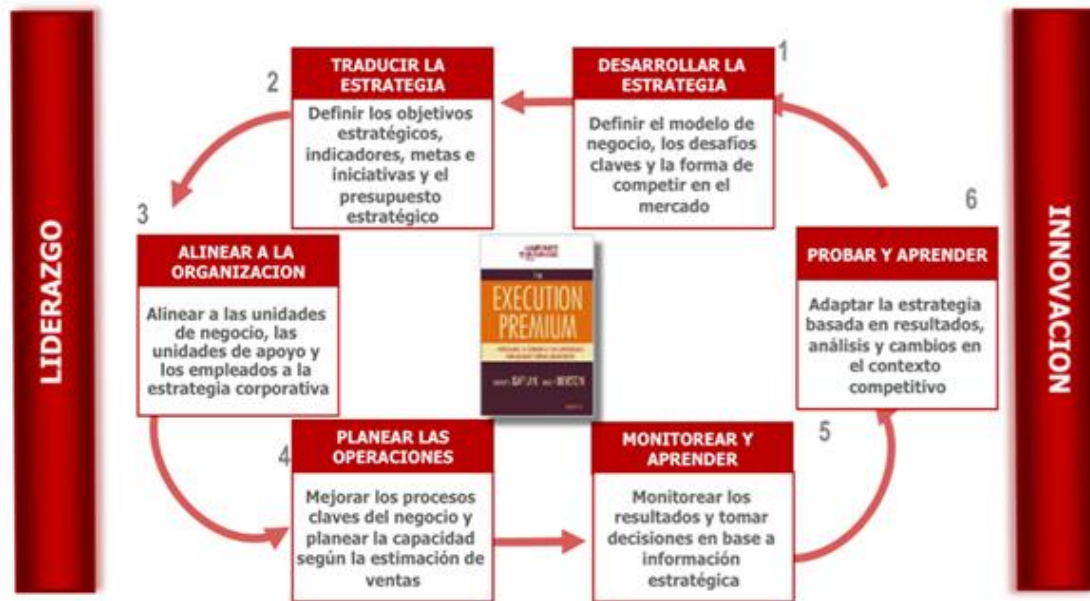 LIDERAZGO
1
DESARROLLAR LA
ESTRATEGIA
Definir el modelo de
negocio, los desafíos
claves y la forma de
competir en el
mercado
2
TRADUCIR LA
ESTRATEGIA
Definir los objetivos
estratégicos,
indicadores, metas e
iniciativas y el
presupuesto
estratégico
3
ALINEAR A LA
ORGANIZACION
Alinear a las unidades
de negocio, las
unidades de apoyo y
los empleados a la
estrategia corporativa
4
PLANEAR LAS
OPERACIONES
Mejorar los procesos
claves del negocio y
planear la capacidad
según la estimación de
ventas
5
MONITOREAR Y
APRENDER
Monitorear los
resultados y tomar
decisiones en base a
información
estratégica
6
PROBAR Y APRENDER
Adaptar la estrategia
basada en resultados,
análisis y cambios en
el contexto
competitivo
THE
EXECUTION
PREMIUM
INNOVACION